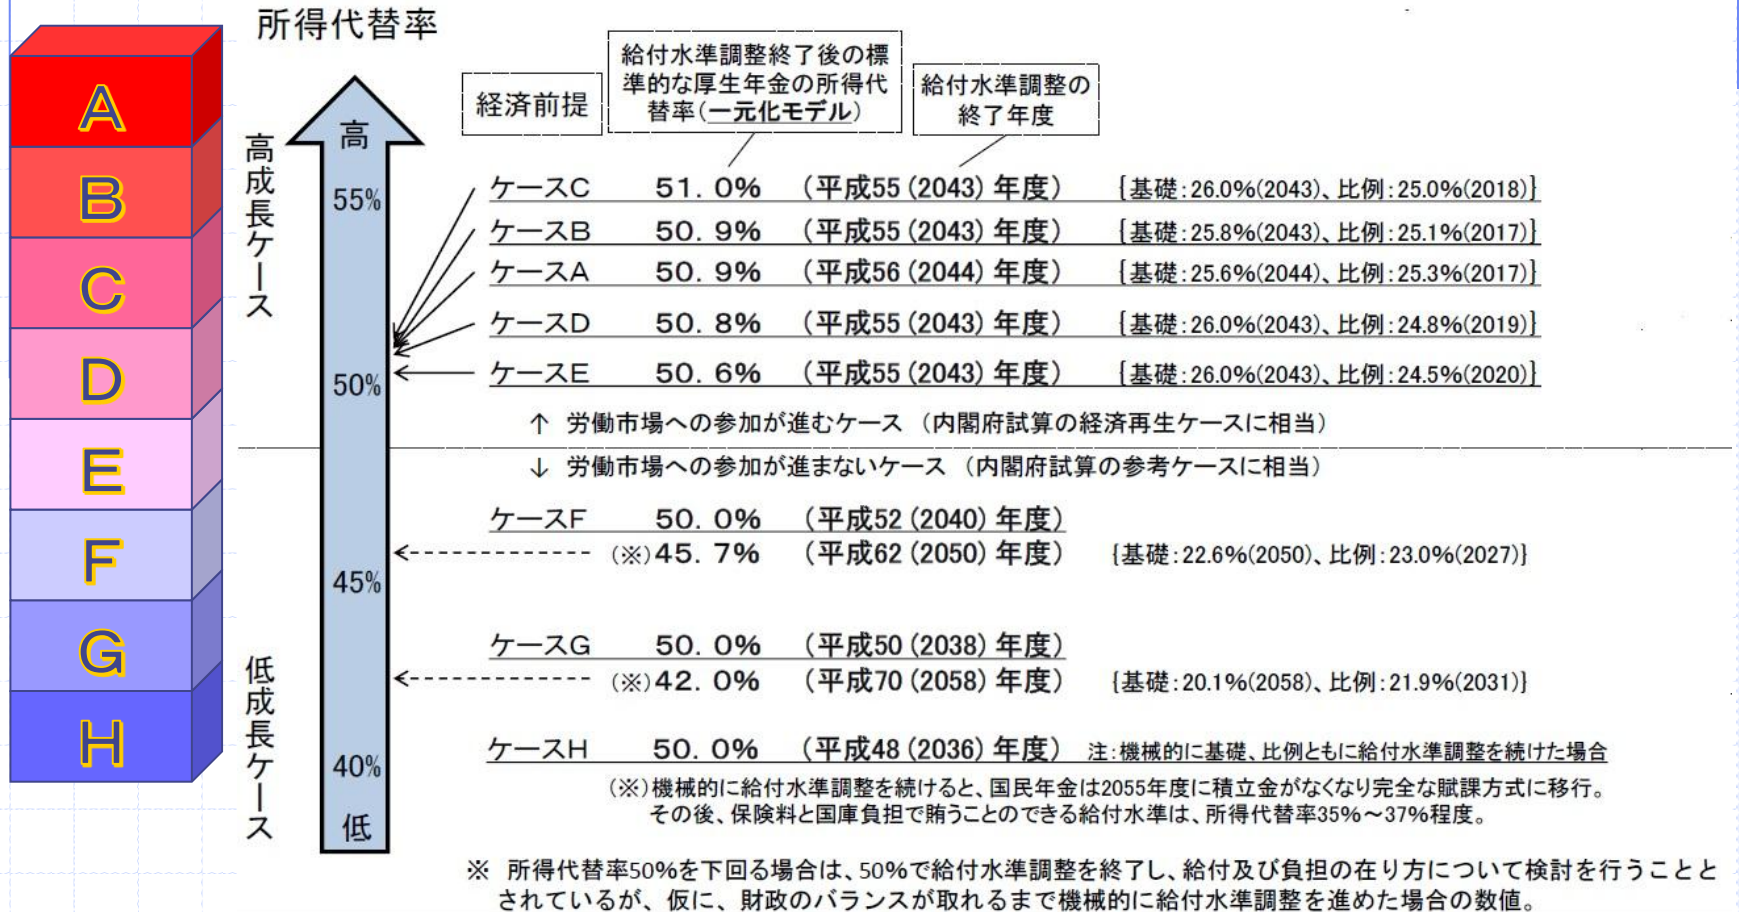 所得代替率
A
B
C
D
E
F
G
H
高成長ケース
低成長ケース
高
55%
50%
45%
40%
低
経済前提
給付水準調整終了後の標
準的な厚生年金の所得代
替率(一元化モデル)
給付水準調整の
終了年度
ケースC 51.0% (平成55(2043)年度) {基礎:26.0%(2043)、比例:25.0%(2018)}
ケースB 50.9% (平成55(2043)年度) {基礎:25.8%(2043)、比例:25.1%(2017)}
ケースA 50.9% (平成56(2044)年度) {基礎:25.6%(2044)、比例:25.3%(2017)}
ケースD 50.8% (平成55(2043)年度) {基礎:26.0%(2043)、比例:24.8%(2019)}
ケースE 50.6% (平成55(2043)年度) {基礎:26.0%(2043)、比例:24.5%(2020)}
↑ 労働市場への参加が進むケース (内閣府試算の経済再生ケースに相当)
↓ 労働市場への参加が進まないケース (内閣府試算の参考ケースに相当)
ケースF 50.0% (平成52(2040)年度)
(※)45.7% (平成62(2050)年度) {基礎:22.6%(2050)、比例:23.0%(2027)}
ケースG 50.0% (平成50(2038)年度)
(※)42.0% (平成70(2058)年度) {基礎:20.1%(2058)、比例:21.9%(2031)}
ケースH 50.0% (平成48(2036)年度) 注:機械的に基礎、比例ともに給付水準調整を続けた場合
(※)機械的に給付水準調整を続けると、国民年金は2055年度に積立金がなくなり完全な賦課方式に移行。
その後、保険料と国庫負担で賄うことのできる給付水準は、所得代替率35%~37%程度。
※ 所得代替率50%を下回る場合は、50%で給付水準調整を終了し、給付及び負担の在り方について検討を行うことと
されているが、仮に、財政のバランスが取れるまで機械的に給付水準調整を進めた場合の数値。